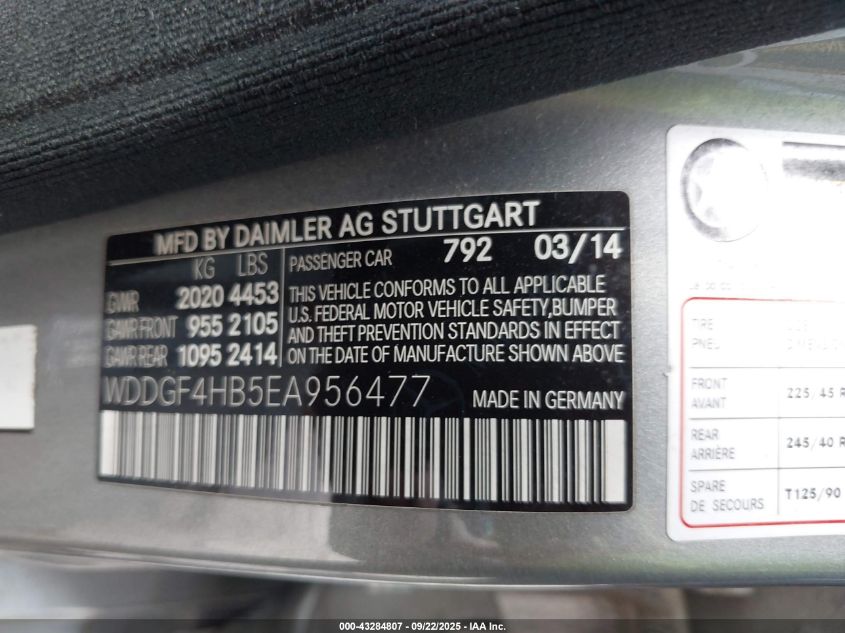 MFD BY DAIMLER AG STUTTGART
KG LBS
GWR 2020 4453
GAWR FRONT 955 2105
GAWR REAR 1095 2414
PASSENGER CAR 792 03/14
THIS VEHICLE CONFORMS TO ALL APPLICABLE
U.S. FEDERAL MOTOR VEHICLE SAFETY, BUMPER
AND THEFT PREVENTION STANDARDS IN EFFECT
ON THE DATE OF MANUFACTURE SHOWN ABOVE
WDDGF4HB5EA956477
MADE IN GERMANY
TIRE
PNEU DIMENSION
FRONT
AVANT
225/45 R
REAR
ARRIÈRE
245/40 R
SPARE
DE SECOURS
T125/90
000-43284807 - 09/22/2025 - IAA Inc.